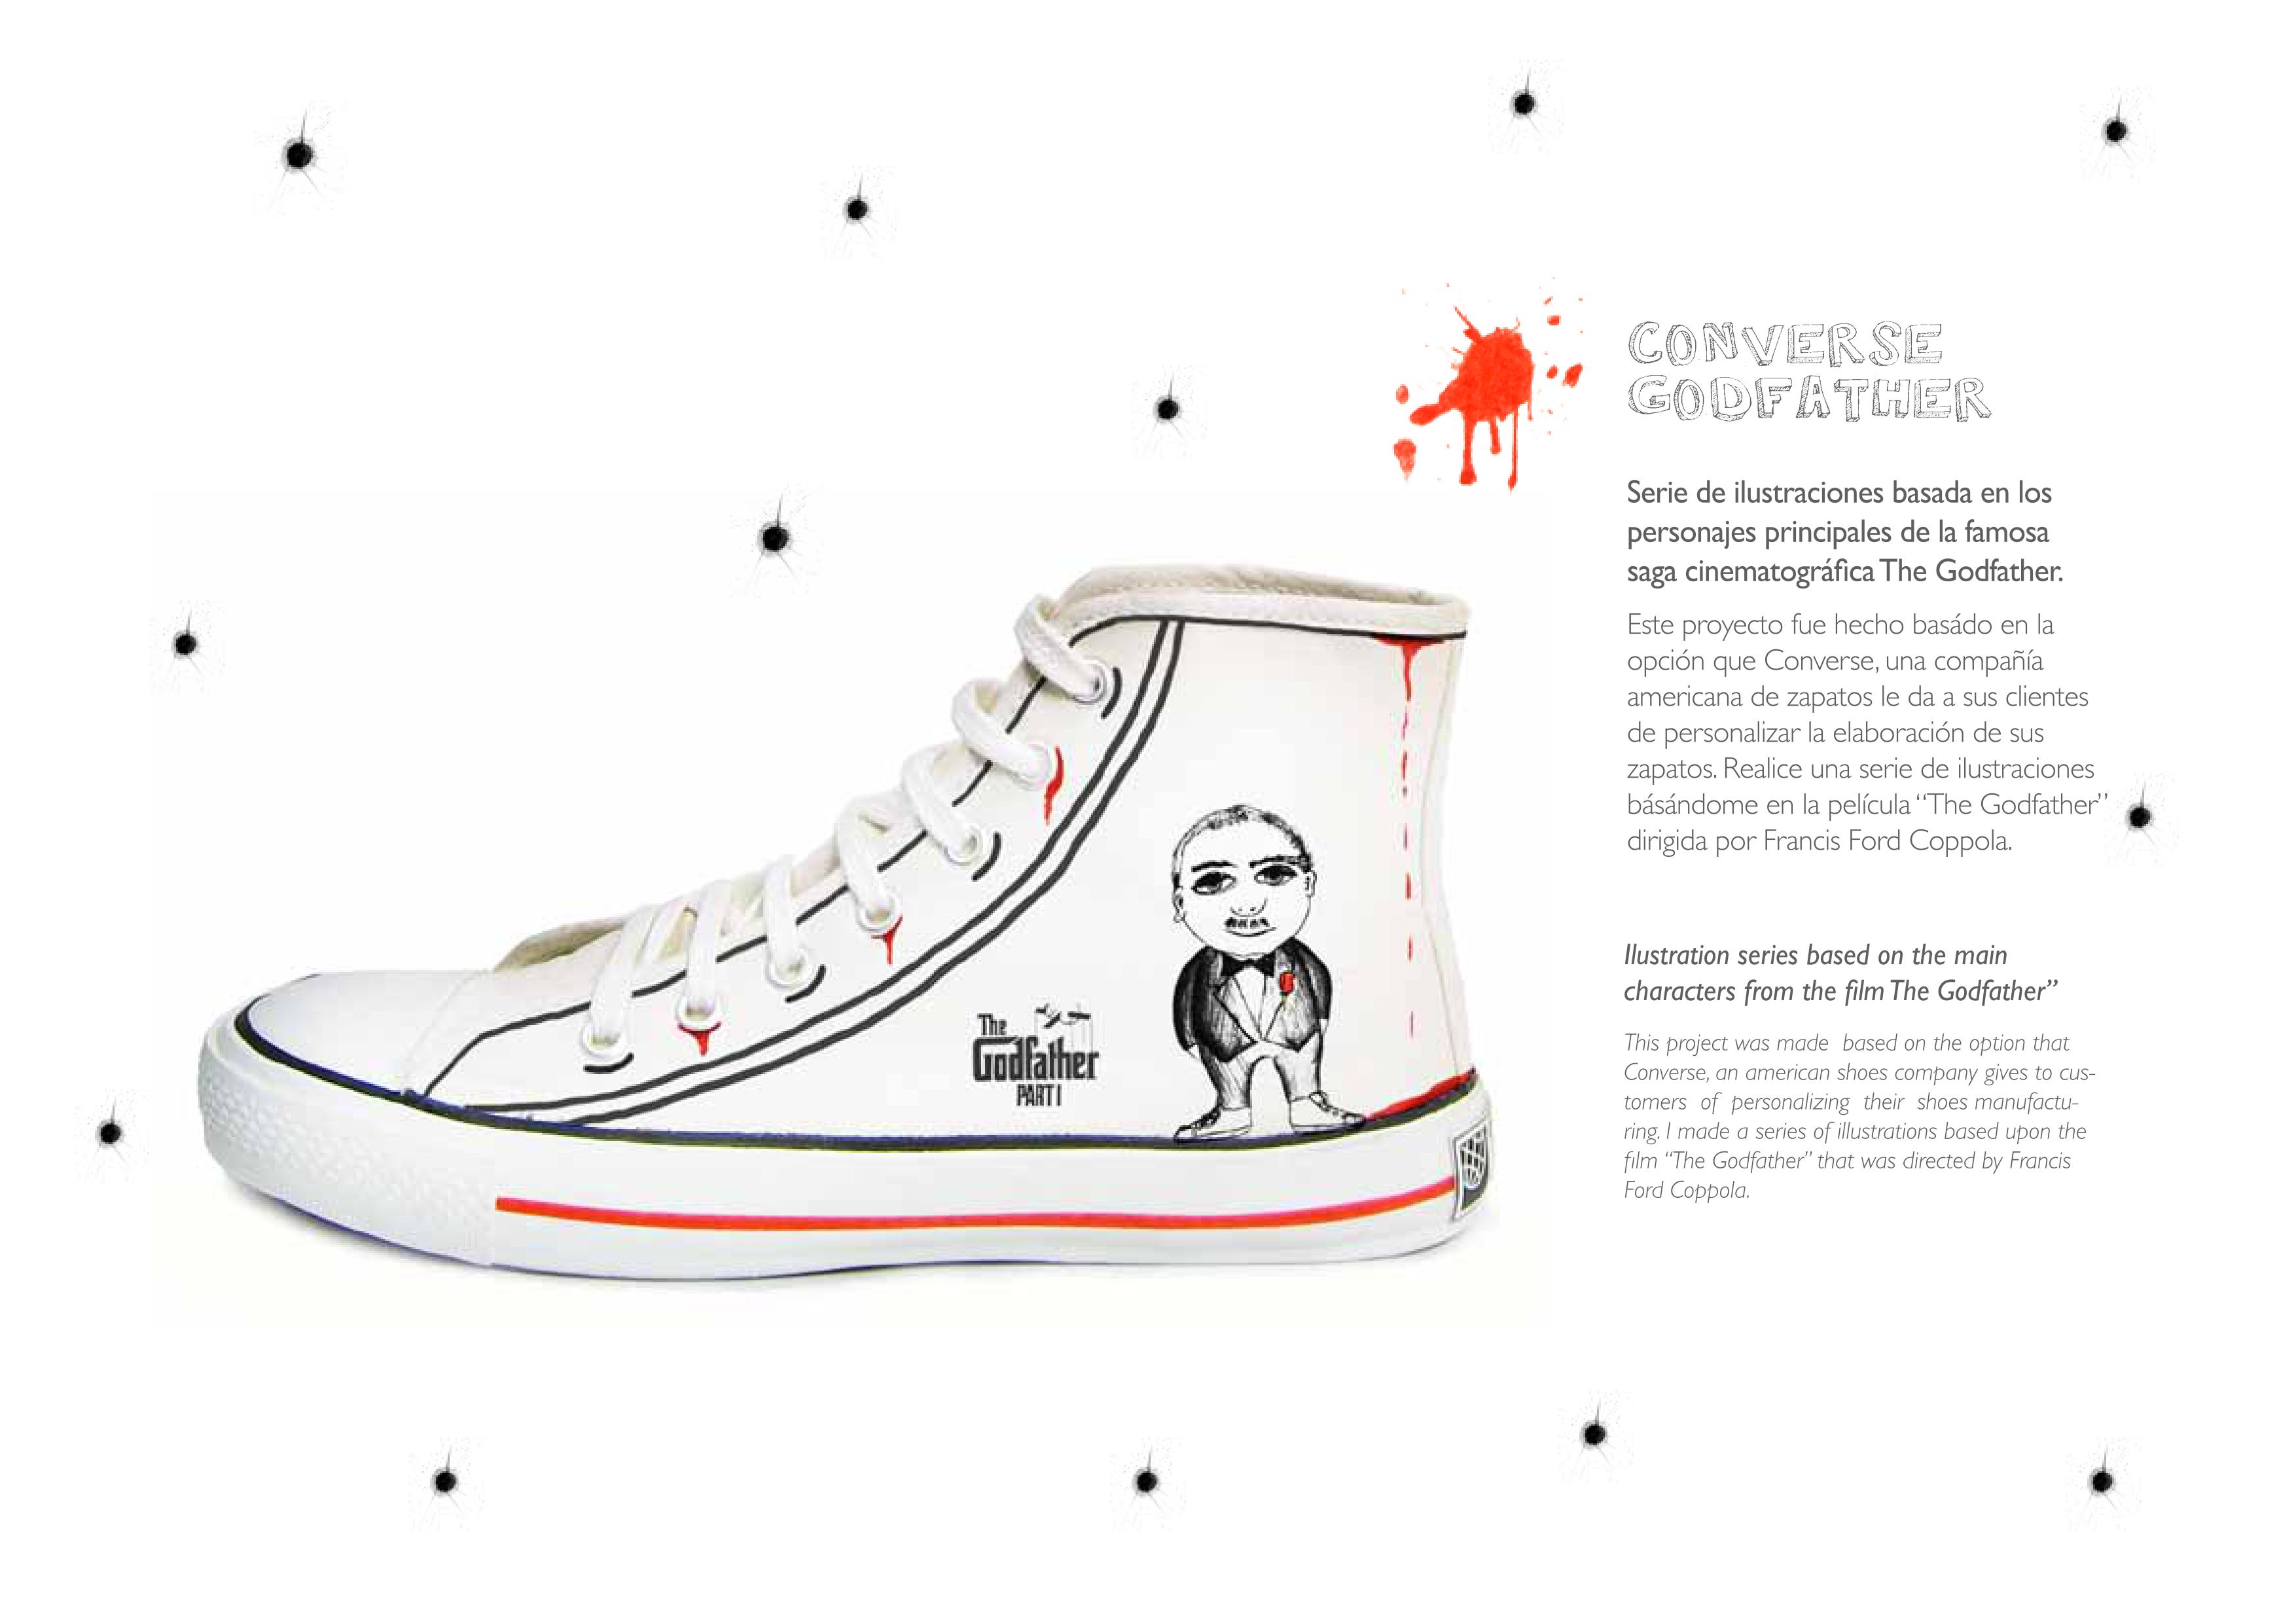 CONVERSE
GODFATHER
Serie de ilustraciones basada en los
personajes principales de la famosa
saga cinematográfica The Godfather.
Este proyecto fue hecho basádo en la
opción que Converse, una compañía
americana de zapatos le da a sus clientes
de personalizar la elaboración de sus
zapatos. Realice una serie de ilustraciones
básándome en la película “The Godfather”
dirigida por Francis Ford Coppola.
Ilustration series based on the main
characters from the film The Godfather”
This project was made  based on the option that
Converse, an american shoes company gives to cus-
tomers of personalizing their shoes manufactu-
ring. I made a series of illustrations based upon the
film “The Godfather” that was directed by Francis
Ford Coppola.
The
Godfather
PART I